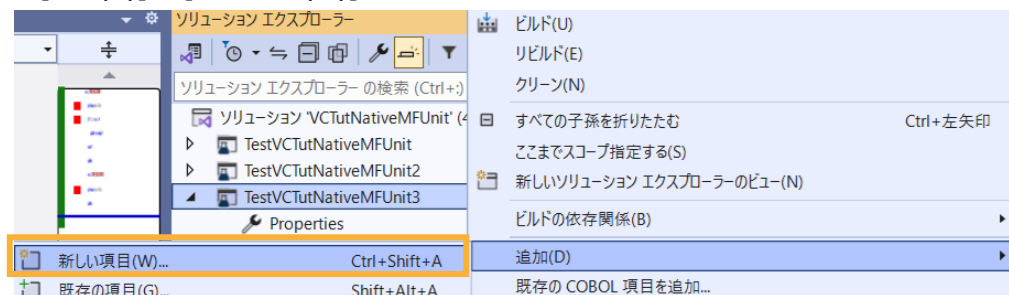 ソリューション エクスプローラー
ソリューション エクスプローラー の検索 (Ctrl+:)
ソリューション 'VCTutNativeMFUnit' (4
TestVCTutNativeMFUnit
TestVCTutNativeMFUnit2
TestVCTutNativeMFUnit3
Properties
新しい項目(W)... Ctrl+Shift+A
既存の項目(G)... Shift+Alt+A
ビルド(U)
リビルド(E)
クリーン(N)
すべての子孫を折りたたむ Ctrl+左矢印
ここまでスコープ指定する(S)
新しいソリューション エクスプローラーのビュー(N)
ビルドの依存関係(B)
追加(D)
既存の COBOL 項目を追加...